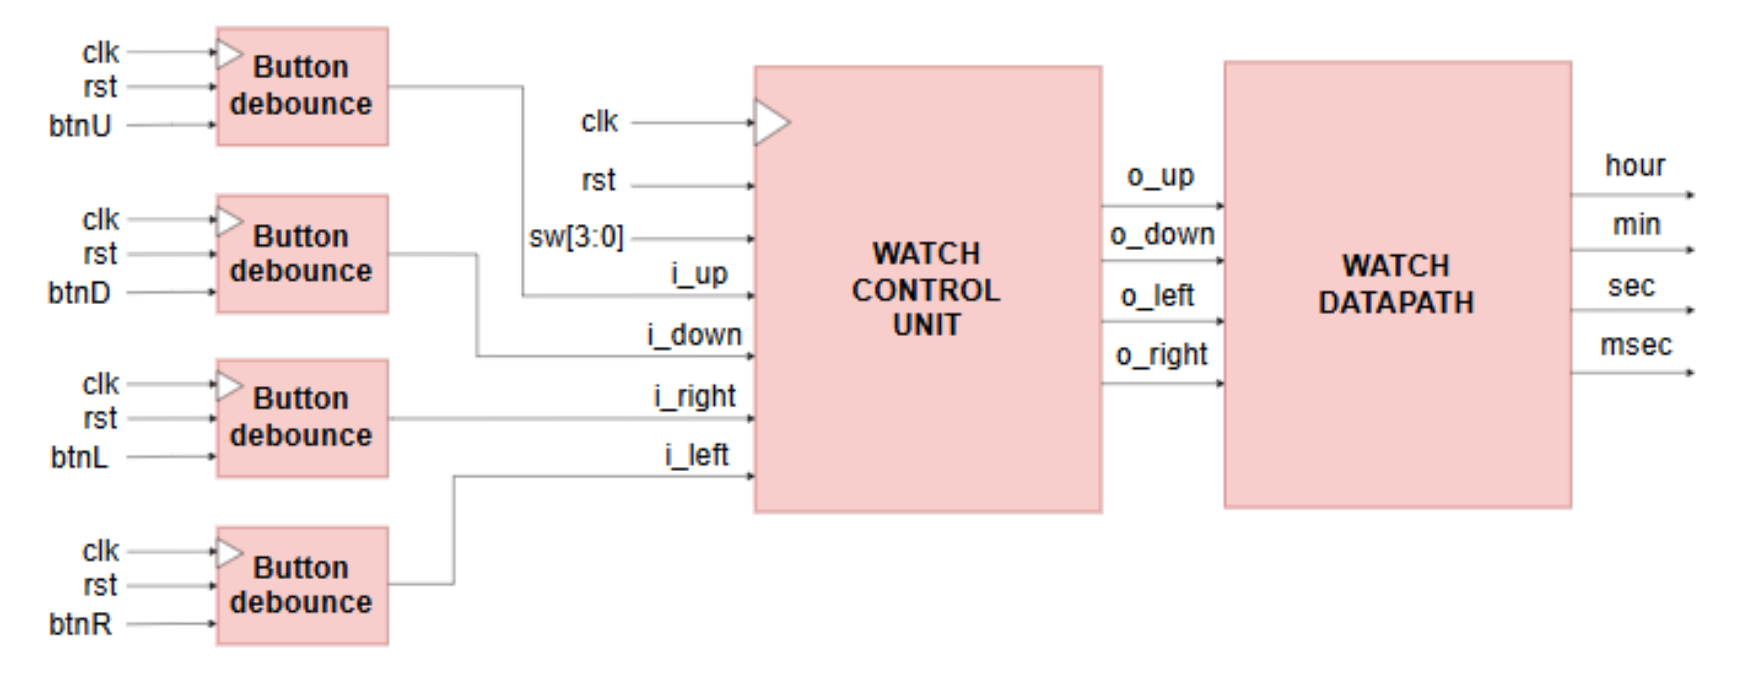 clk
rst
btnU
Button
debounce
clk
rst
btnD
Button
debounce
clk
rst
btnL
Button
debounce
clk
rst
btnR
Button
debounce
clk
rst
sw[3:0]
i_up
i_down
i_right
i_left
WATCH
CONTROL
UNIT
o_up
o_down
o_left
o_right
WATCH
DATAPATH
hour
min
sec
msec